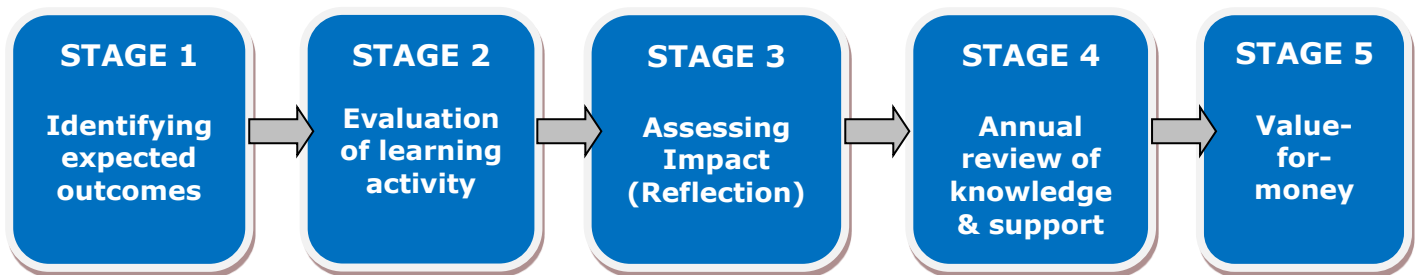 STAGE 1
Identifying
expected
outcomes
STAGE 2
Evaluation
of learning
activity
STAGE 3
Assessing
Impact
(Reflection)
STAGE 4
Annual
review of
knowledge
& support
STAGE 5
Value-
for-
money